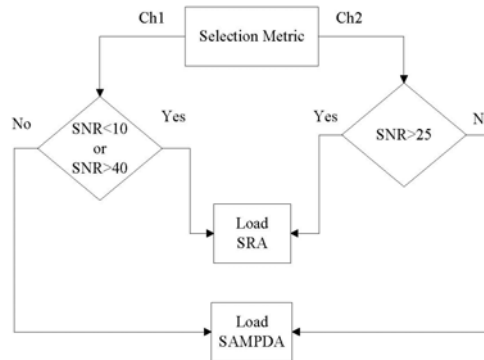 Ch1
Selection Metric
Ch2
No
SNR<10
or
SNR>40
Yes
Yes
SNR>25
Load
SRA
Load
SAMPDA